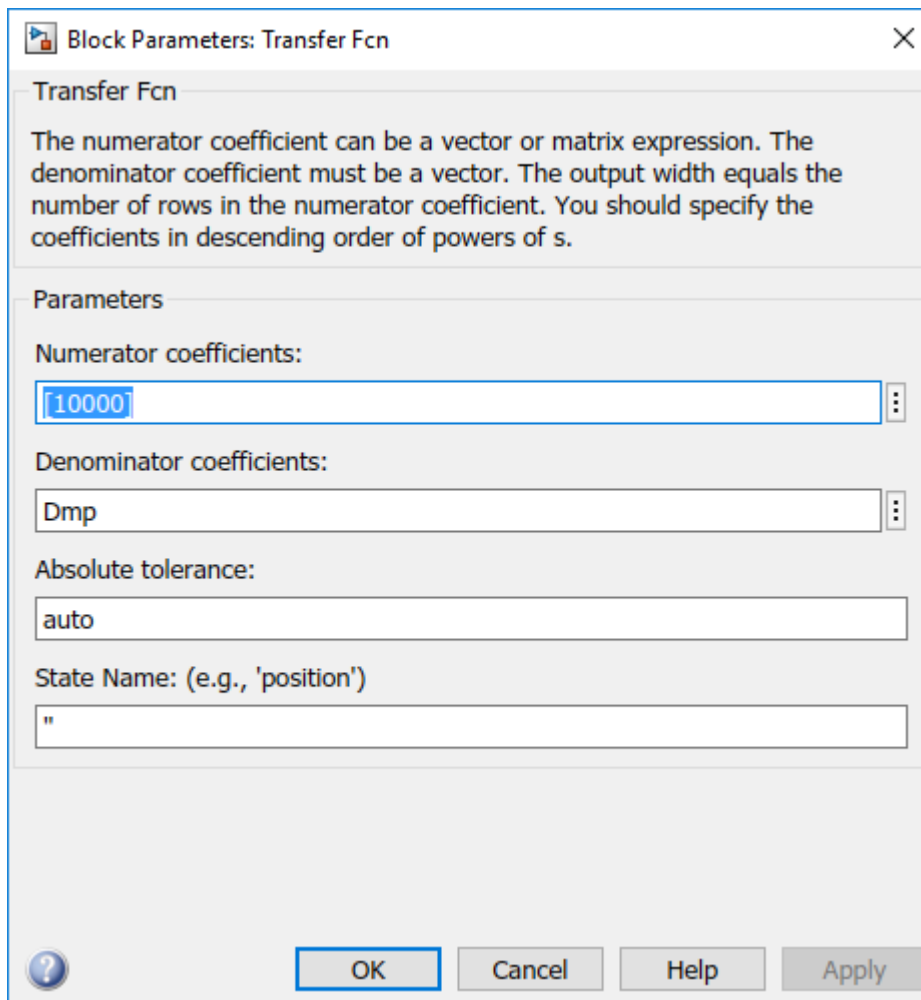 Block Parameters: Transfer Fcn
Transfer Fcn
The numerator coefficient can be a vector or matrix expression. The
denominator coefficient must be a vector. The output width equals the
number of rows in the numerator coefficient. You should specify the
coefficients in descending order of powers of s.
Parameters
Numerator coefficients:
[10000]
Denominator coefficients:
Dmp
Absolute tolerance:
auto
State Name: (e.g., 'position')
''
OK Cancel Help Apply